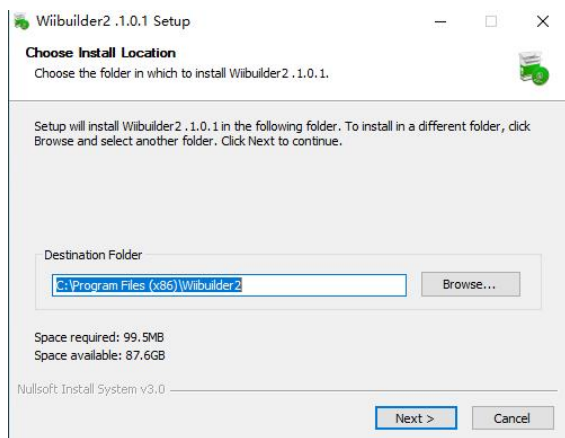 Wiibuilder2 .1.0.1 Setup
Choose Install Location
Choose the folder in which to install Wiibuilder2 .1.0.1.
Setup will install Wiibuilder2 .1.0.1 in the following folder. To install in a different folder, click
Browse and select another folder. Click Next to continue.
Destination Folder
C:\Program Files (x86)\Wiibuilder2
Browse...
Space required: 99.5MB
Space available: 87.6GB
Nullsoft Install System v3.0
Next >
Cancel